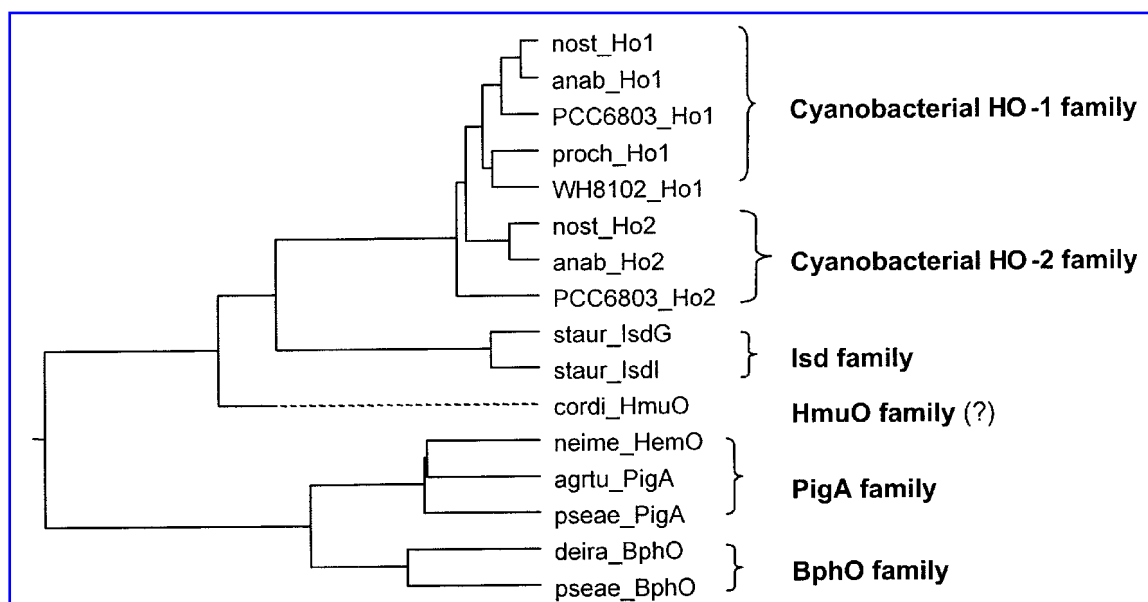 nost_Ho1
anab_Ho1
PCC6803_Ho1
proch_Ho1
WH8102_Ho1
Cyanobacterial HO-1 family
nost_Ho2
anab_Ho2
PCC6803_Ho2
Cyanobacterial HO-2 family
staur_IsdG
staur_IsdI
Isd family
cordi_HmuO
HmuO family (?)
neime_HemO
agrtu_PigA
pseae_PigA
PigA family
deira_BphO
pseae_BphO
BphO family